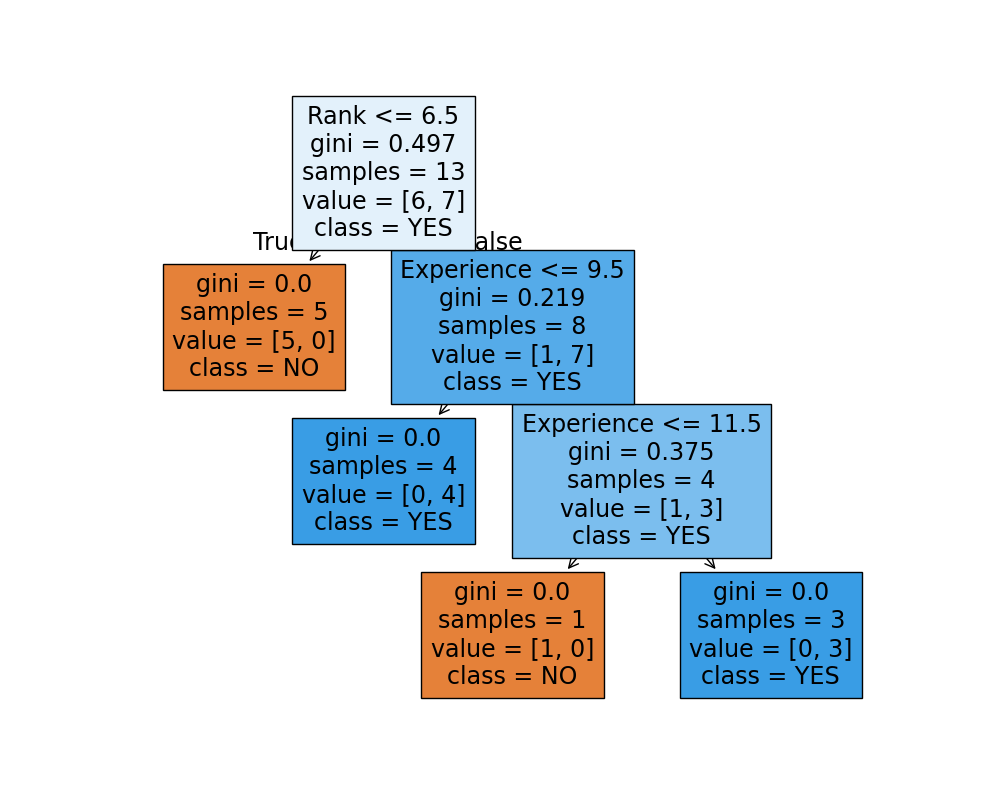 Rank <= 6.5
gini = 0.497
samples = 13
value = [6, 7]
class = YES
gini = 0.0
samples = 5
value = [5, 0]
class = NO
Experience <= 9.5
gini = 0.219
samples = 8
value = [1, 7]
class = YES
gini = 0.0
samples = 4
value = [0, 4]
class = YES
Experience <= 11.5
gini = 0.375
samples = 4
value = [1, 3]
class = YES
gini = 0.0
samples = 1
value = [1, 0]
class = NO
gini = 0.0
samples = 3
value = [0, 3]
class = YES